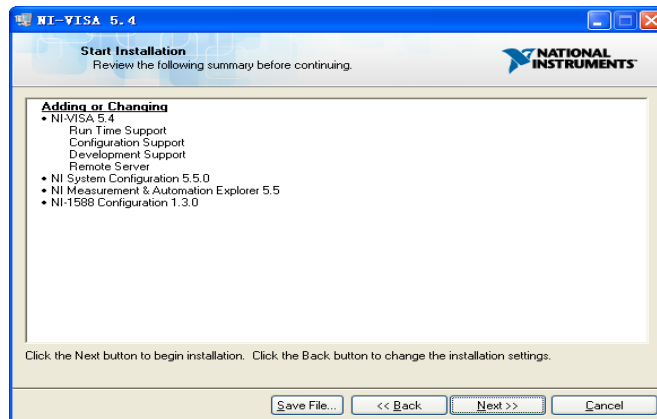 NI-VISA 5.4
Start Installation
Review the following summary before continuing.
NATIONAL
INSTRUMENTS™
Adding or Changing
• NI-VISA 5.4
Run Time Support
Configuration Support
Development Support
Remote Server
• NI System Configuration 5.5.0
• NI Measurement & Automation Explorer 5.5
• NI-1588 Configuration 1.3.0
Click the Next button to begin installation. Click the Back button to change the installation settings.
Save File... << Back Next >> Cancel